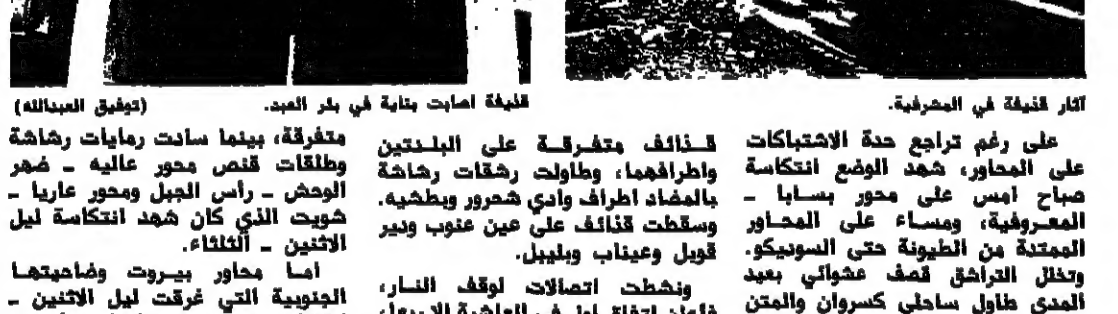 آثار قذيفة في المشرفية.
قذيفة اصابت بناية في بئر العبد. (توفيق العبدالله)
على رغم تراجع حدة الاشتباكات
على المحاور، شهد الوضع انتكاسة
صباح امس على محور بسابا ـ
المعروفية، ومساء على المحاور
الممتدة من الطيونة حتى السوديكو.
وتخلل التراشق قصف عشوائي بعيد
المدى طاول ساحلي كسروان والمتن
قذائف متفرقة على البلدتين
واطرافهما، وطاولت رشقات رشاشة
بالمضاد اطراف وادي شحرور وبطشيه.
وسقطت قذائف على عين عنوب ودير
قوبل وعيناب وبليبل.
ونشطت اتصالات لوقف النار،
في العاشرة
متفرقة، بينما سادت رمايات رشاشة
وطلقات قنص محور عاليه ـ ضهر
الوحش ـ رأس الجبل ومحور عاريا ـ
شويت الذي كان شهد انتكاسة ليل
الاثنين ـ الثلثاء.
اما محاور بيروت وضاحيتها
الجنوبية التي غرقت ليل الاثنين ـ